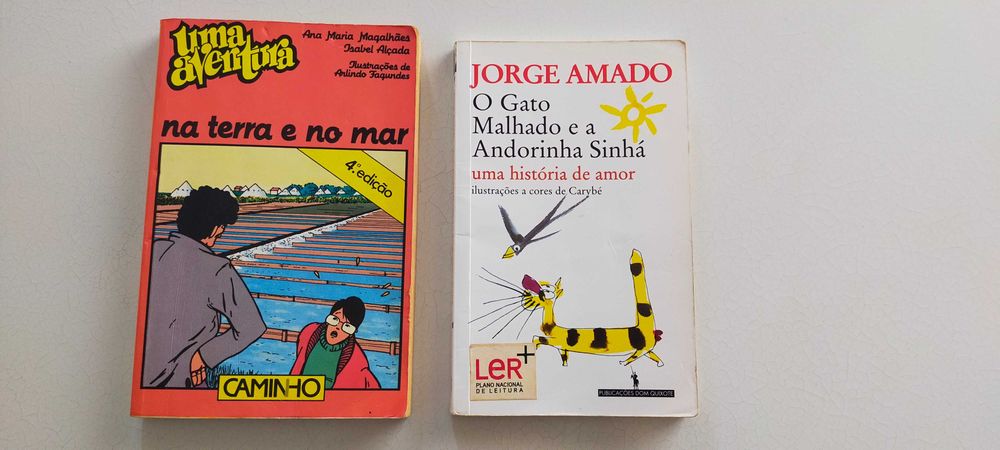 uma
aventura
Ana Maria Magalhães
Isabel Alçada
Ilustrações de
Arlindo Fagundes
na terra e no mar
4.ª edição
CAMINHO
JORGE AMADO
O Gato
Malhado e a
Andorinha Sinhá
uma história de amor
ilustrações a cores de Carybé
LeR+
PLANO NACIONAL
DE LEITURA
PUBLICAÇÕES DOM QUIXOTE